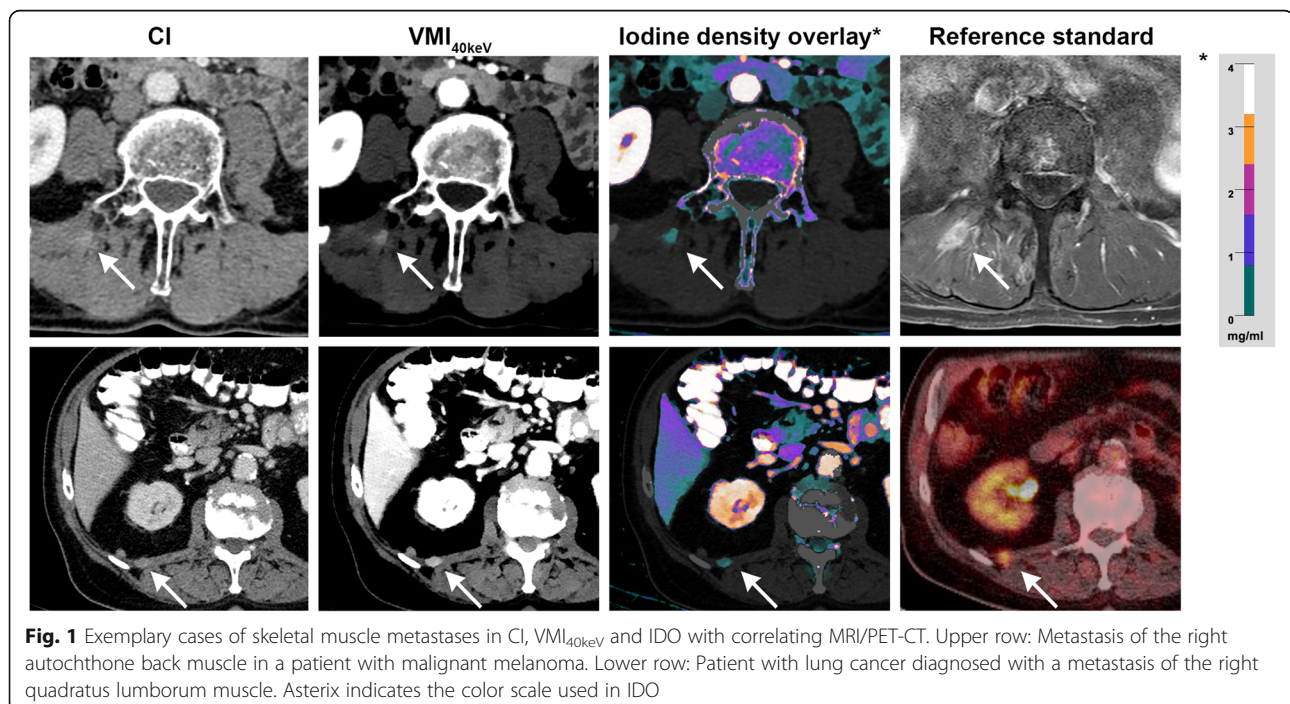 CI
VMI40keV
Iodine density overlay*
Reference standard
*
4
3
2
1
0
mg/ml
Fig. 1 Exemplary cases of skeletal muscle metastases in CI, VMI40keV and IDO with correlating MRI/PET-CT. Upper row: Metastasis of the right
autochthone back muscle in a patient with malignant melanoma. Lower row: Patient with lung cancer diagnosed with a metastasis of the right
quadratus lumborum muscle. Asterix indicates the color scale used in IDO